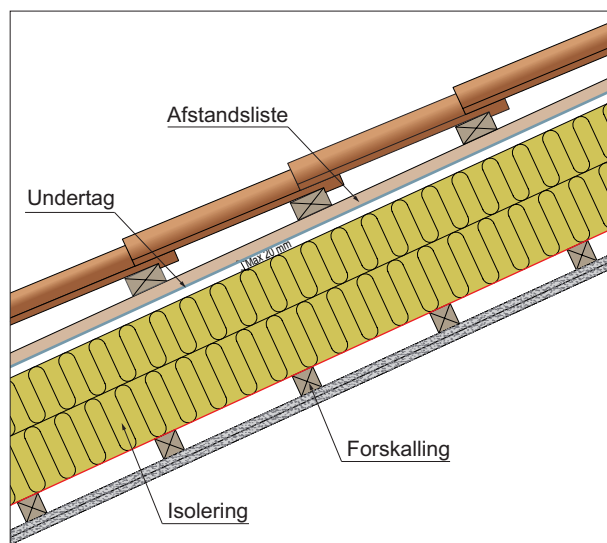 Afstandsliste
Undertag
Max 20 mm
Forskalling
Isolering